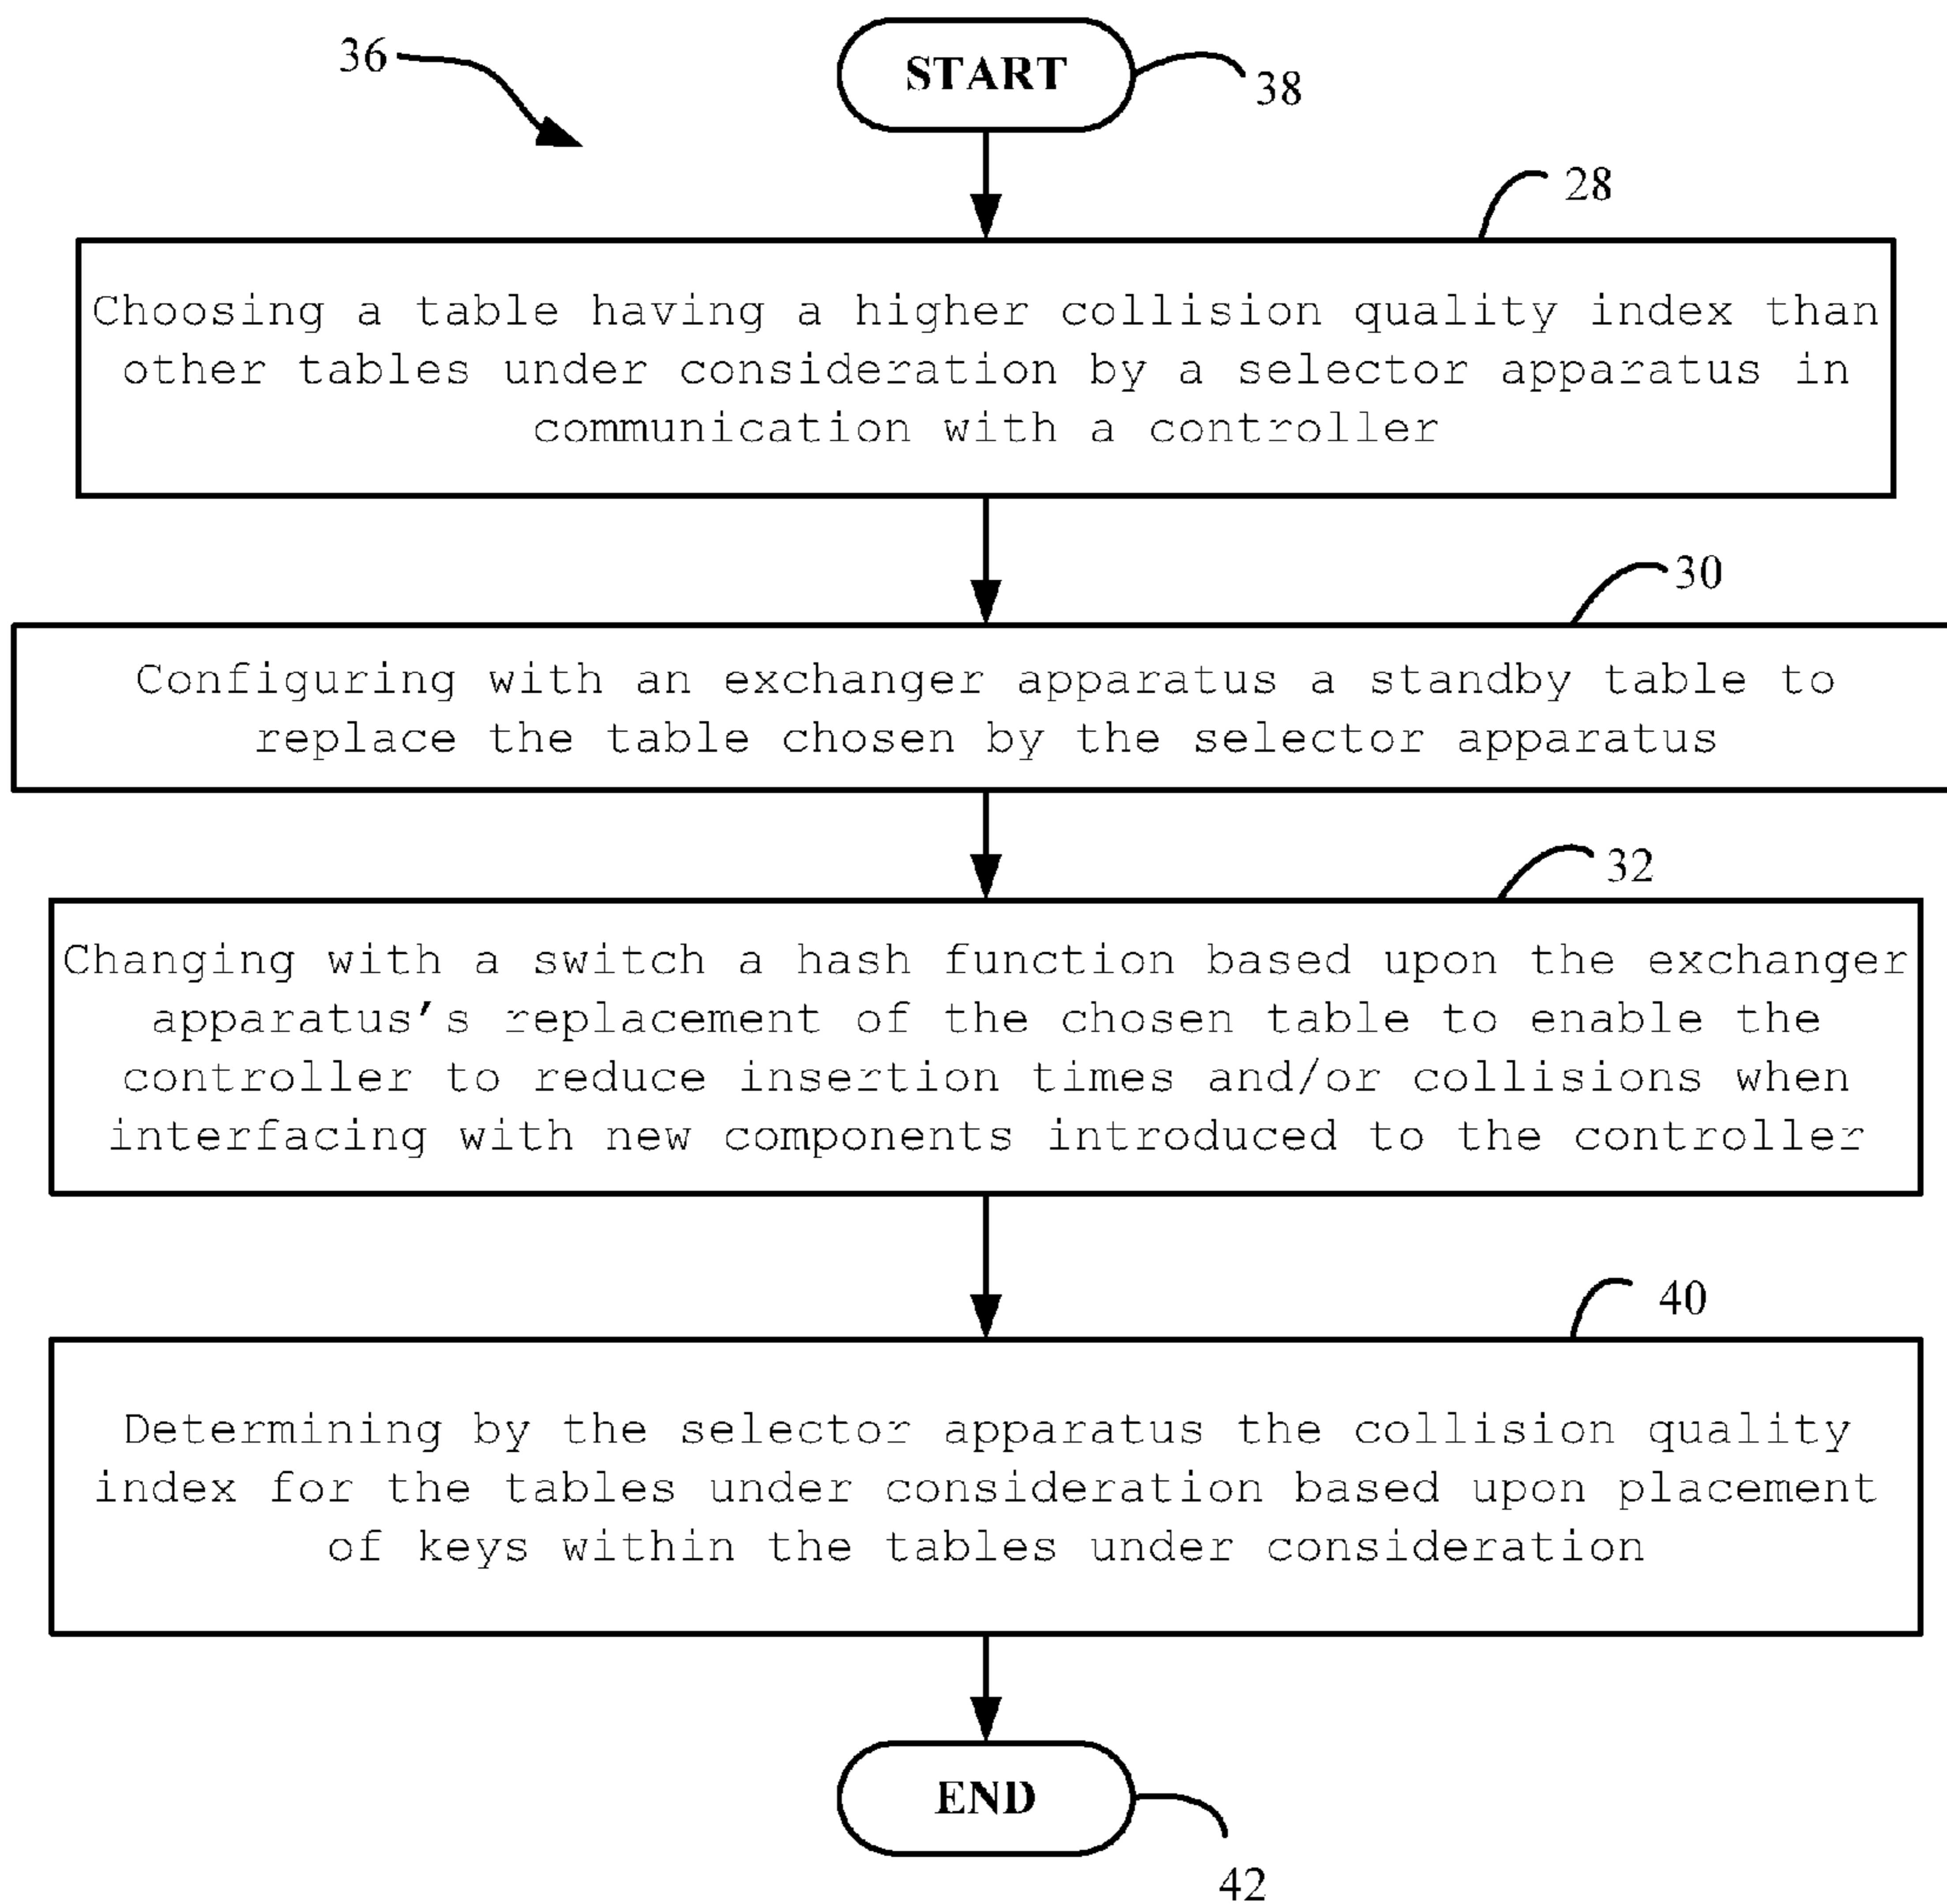 36
START
38
28
Choosing a table having a higher collision quality index than
other tables under consideration by a selector apparatus in
communication with a controller
30
Configuring with an exchanger apparatus a standby table to
replace the table chosen by the selector apparatus
32
Changing with a switch a hash function based upon the exchanger
apparatus’s replacement of the chosen table to enable the
controller to reduce insertion times and/or collisions when
interfacing with new components introduced to the controller
40
Determining by the selector apparatus the collision quality
index for the tables under consideration based upon placement
of keys within the tables under consideration
END
42